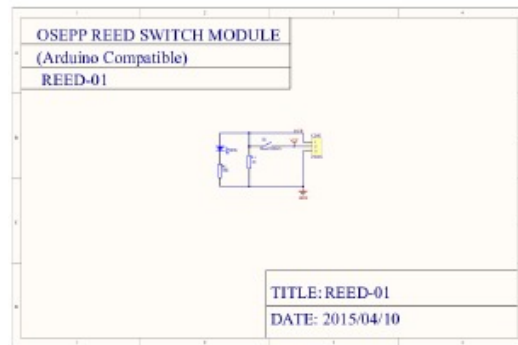 OSEPP REED SWITCH MODULE
(Arduino Compatible)
REED-01
TITLE: REED-01
DATE: 2015/04/10